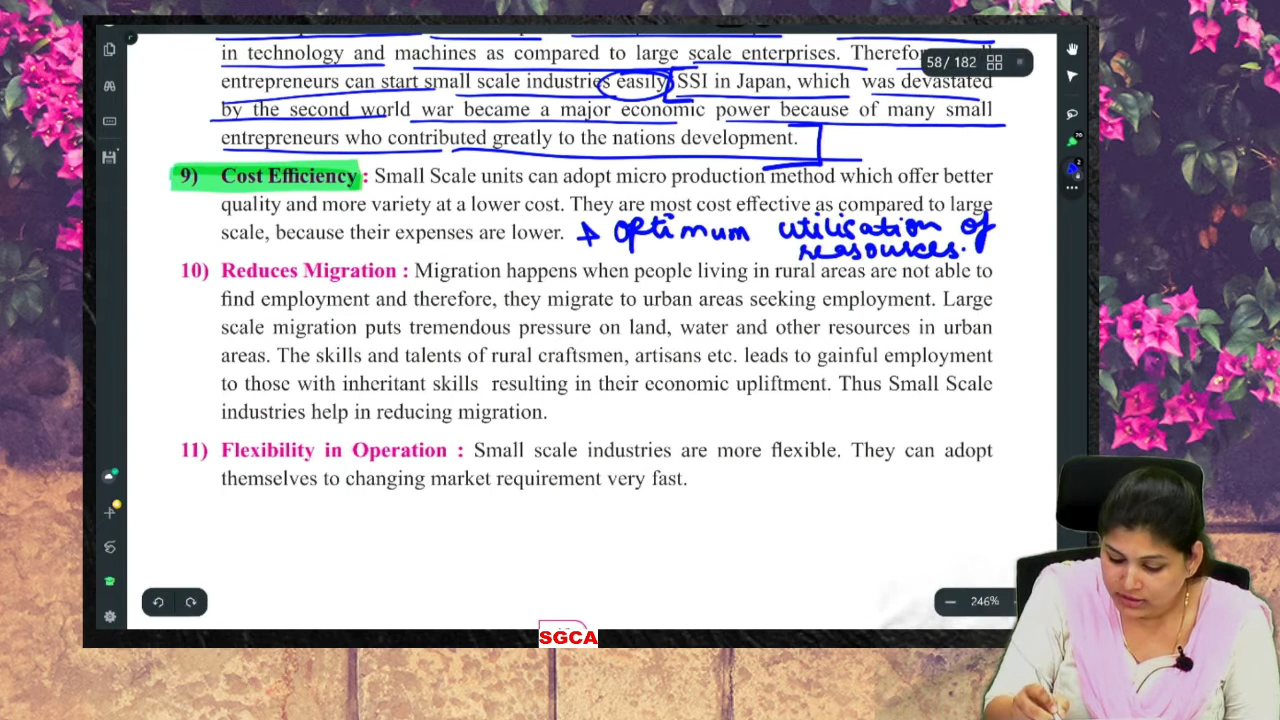 in technology and machines as compared to large scale enterprises.
58/ 182
entrepreneurs can start small scale industries easily SSI in Japan, which was devastated
by the second world war became a major economic power because of many small
entrepreneurs who contributed greatly to the nations development.
9) Cost Efficiency : Small Scale units can adopt micro production method which offer better
quality and more variety at a lower cost. They are most cost effective as compared to large
scale, because their expenses are lower. optimum utilisation of
resources.
10) Reduces Migration : Migration happens when people living in rural areas are not able to
find employment and therefore, they migrate to urban areas seeking employment. Large
scale migration puts tremendous pressure on land, water and other resources in urban
areas. The skills and talents of rural craftsmen, artisans etc. leads to gainful employment
to those with inheritant skills resulting in their economic upliftment. Thus Small Scale
industries help in reducing migration.
11) Flexibility in Operation : Small scale industries are more flexible. They can adopt
themselves to changing market requirement very fast.
246%
SGCA